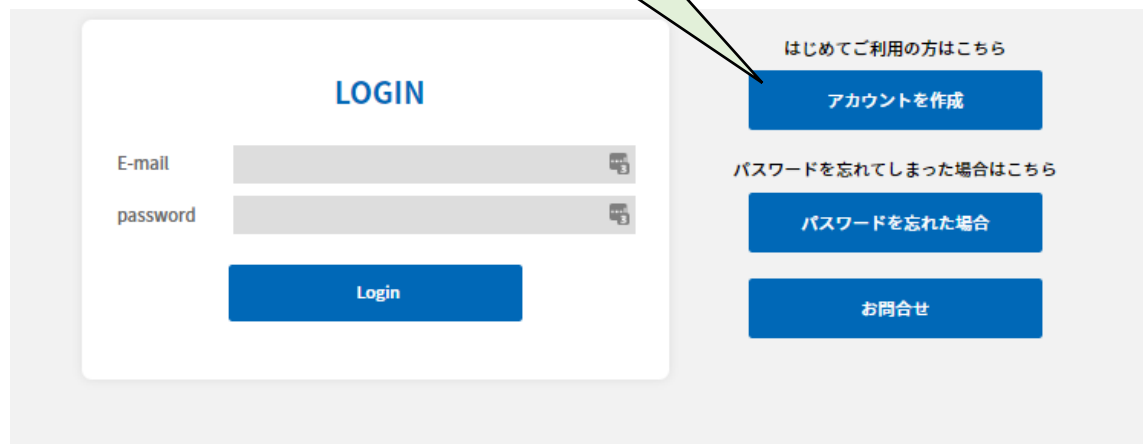 LOGIN
E-mail
password
Login
はじめてご利用の方はこちら
アカウントを作成
パスワードを忘れてしまった場合はこちら
パスワードを忘れた場合
お問合せ